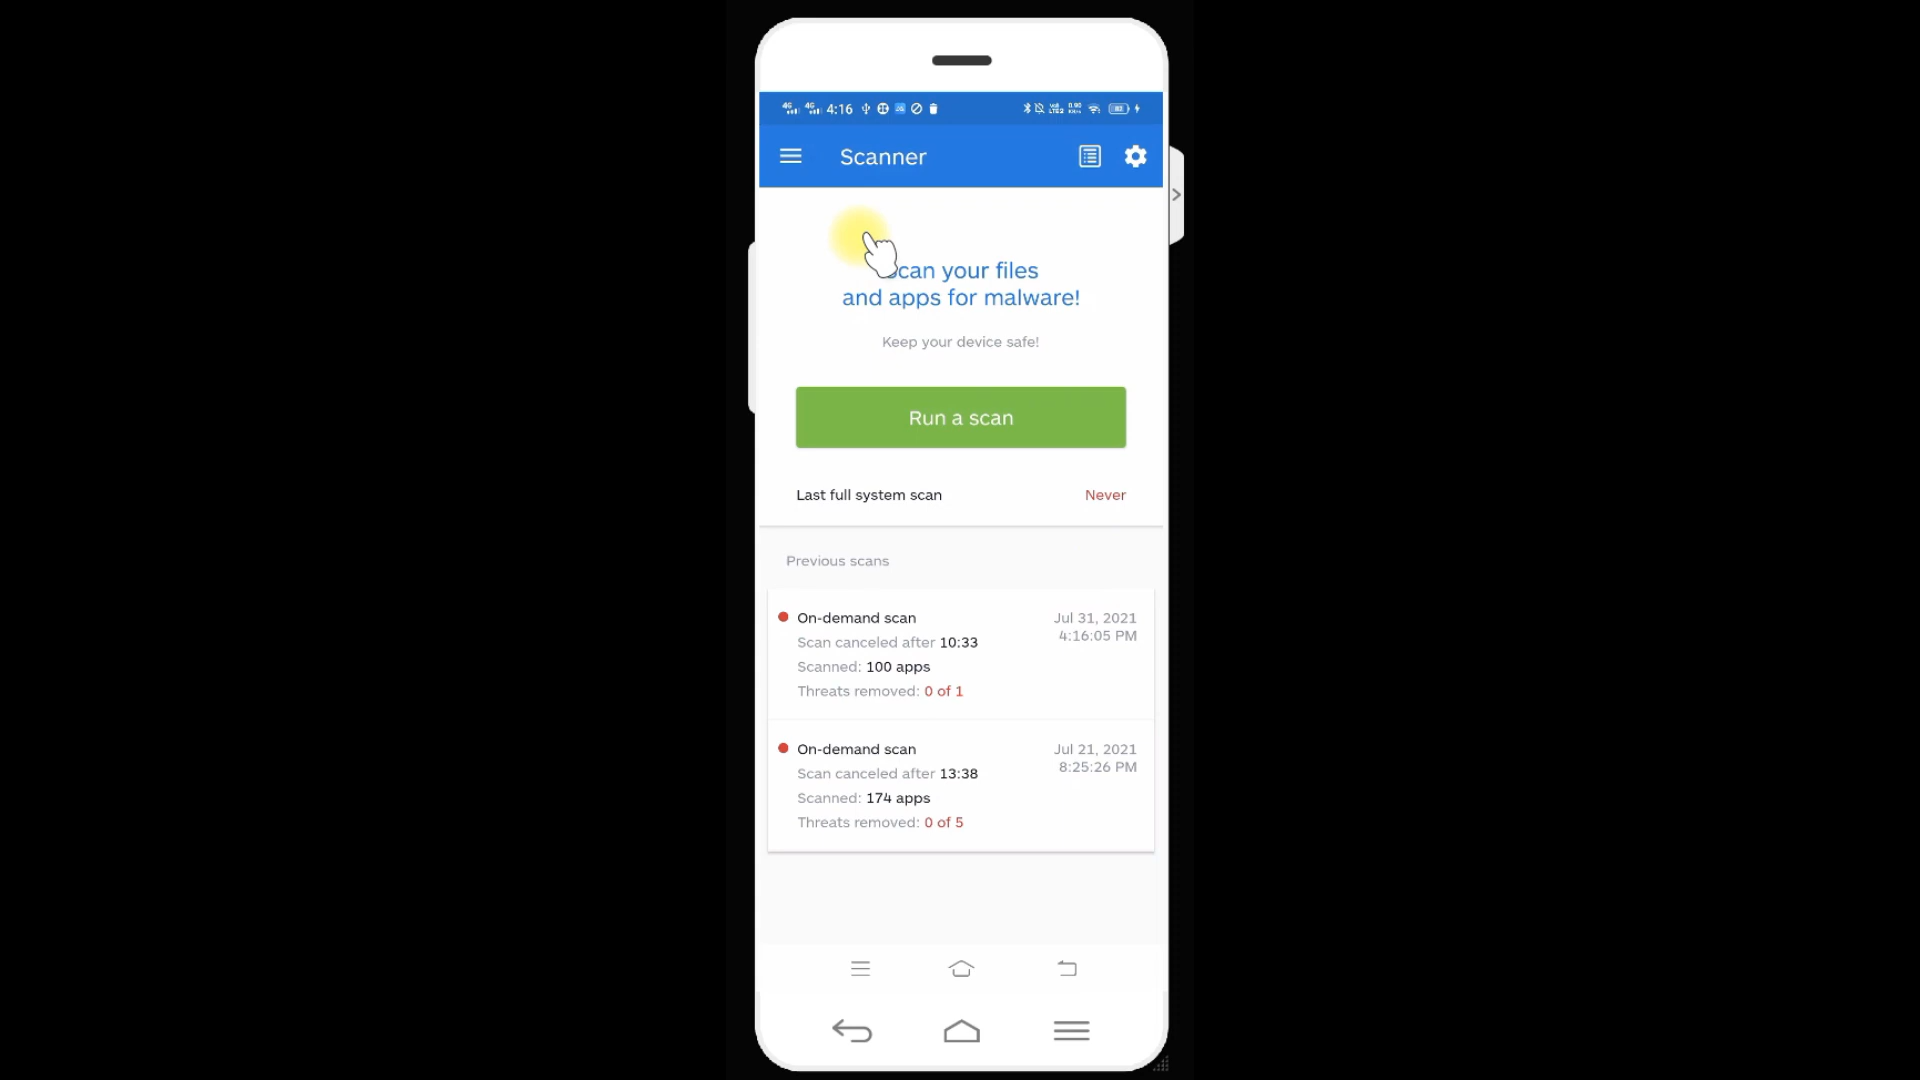 4:16
Scanner
can your files
and apps for malware!
Keep your device safe!
Run a scan
Last full system scan Never
Previous scans
On-demand scan Jul 31, 2021
4:16:05 PM
Scan canceled after 10:33
Scanned: 100 apps
Threats removed: 0 of 1
On-demand scan Jul 21, 2021
8:25:26 PM
Scan canceled after 13:38
Scanned: 174 apps
Threats removed: 0 of 5